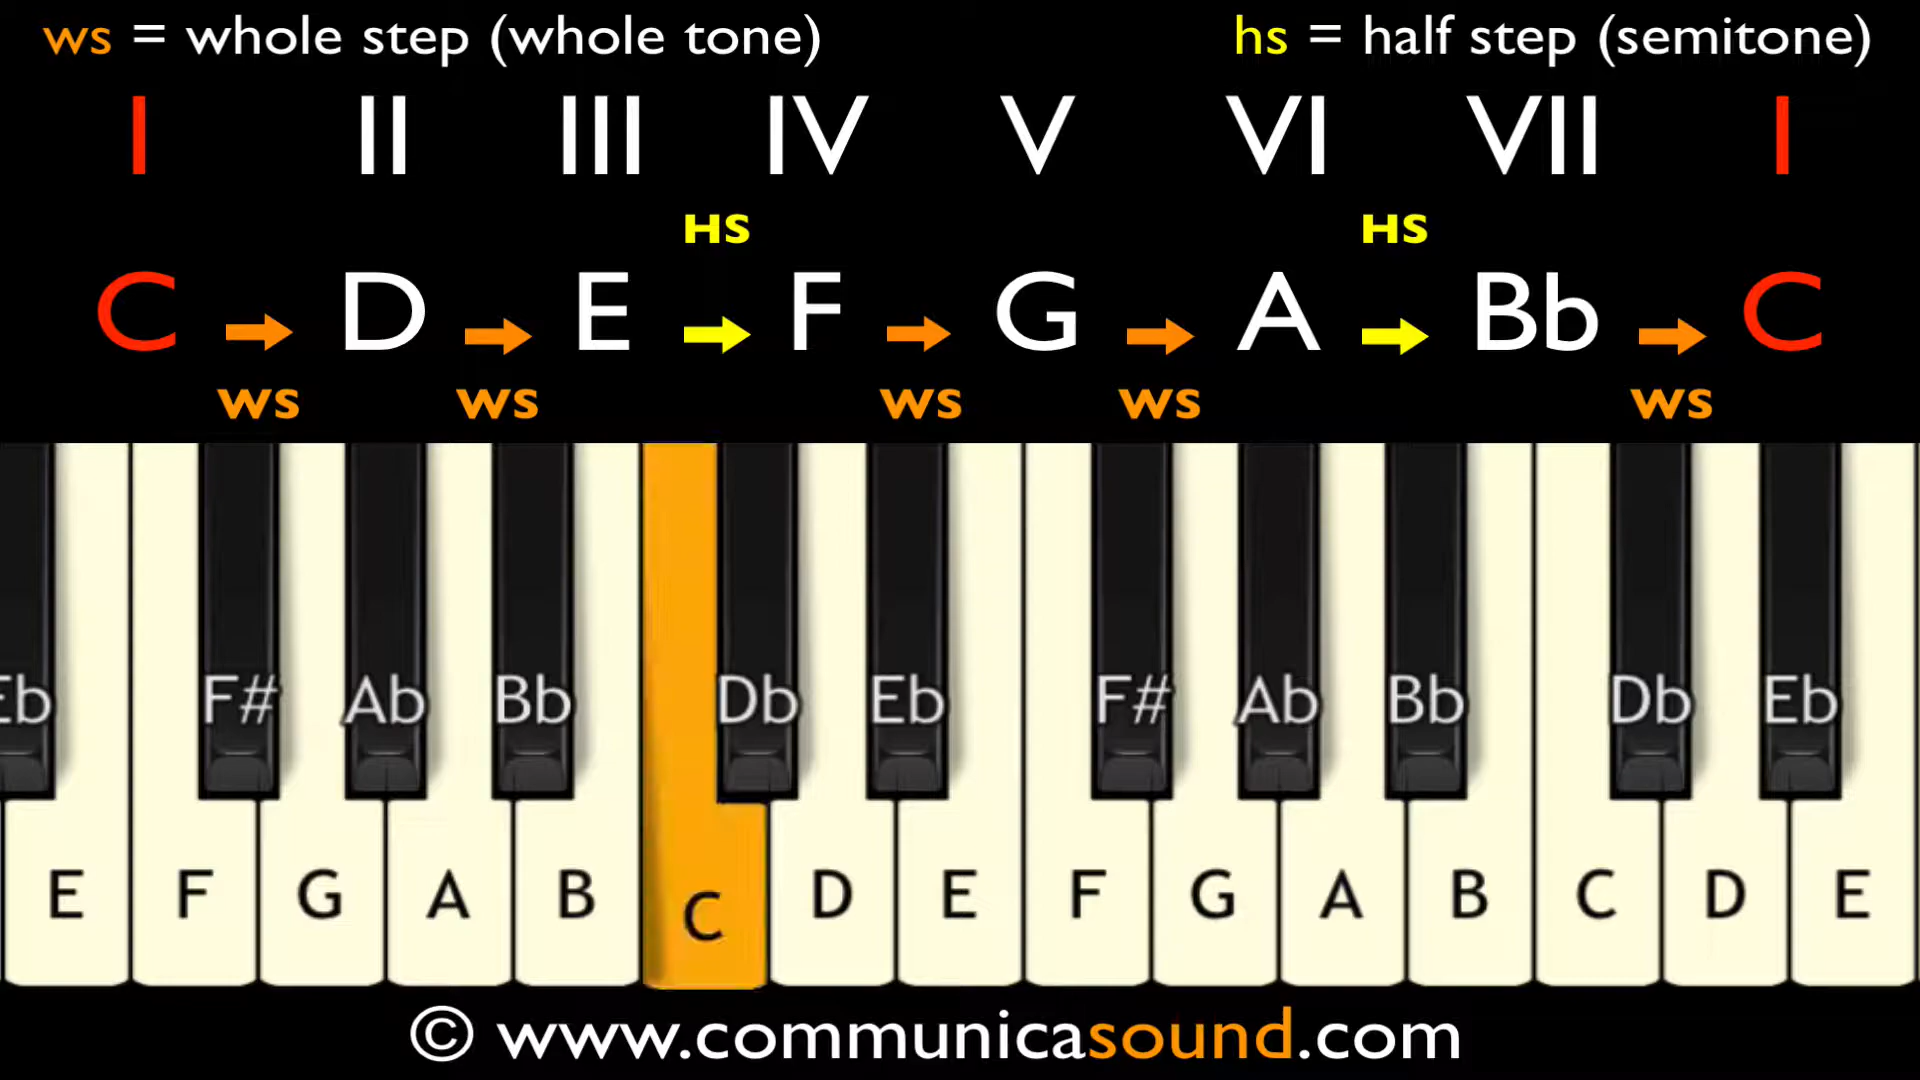 ws = whole step (whole tone) hs = half step (semitone)
I II III IV V VI VII I
HS HS
C D E F G A Bb C
ws ws ws ws ws
Eb F# Ab Bb Db Eb F# Ab Bb Db Eb
E F G A B C D E F G A B C D E
© www.communicasound.com